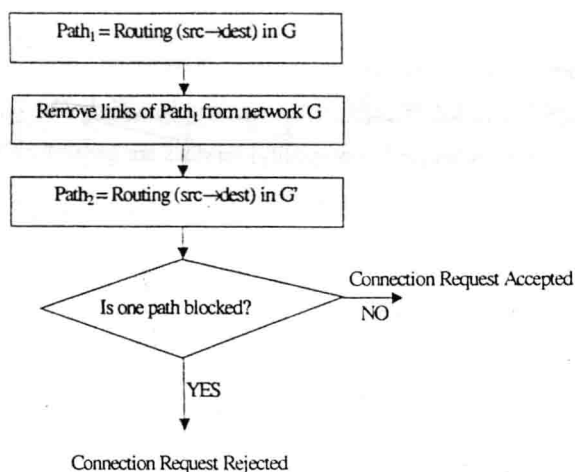 Path₁ = Routing (src→dest) in G
Remove links of Path₁ from network G
Path₂ = Routing (src→dest) in G'
Is one path blocked?
Connection Request Accepted
NO
YES
Connection Request Rejected